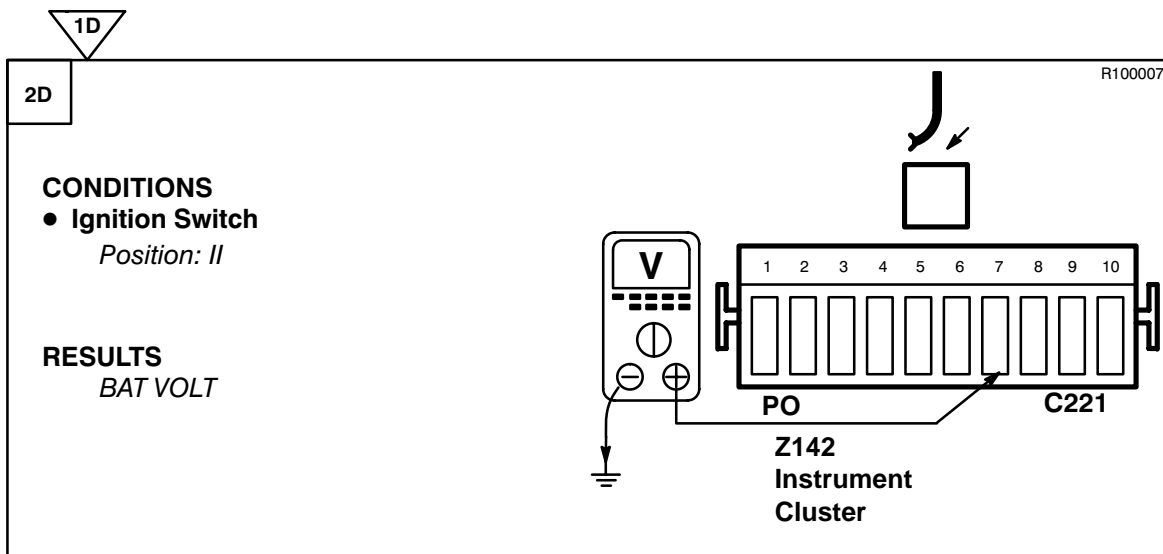 1D
R100007
2D
CONDITIONS
● Ignition Switch
Position: II
V
1 2 3 4 5 6 7 8 9 10
RESULTS
BAT VOLT
PO
C221
Z142
Instrument
Cluster